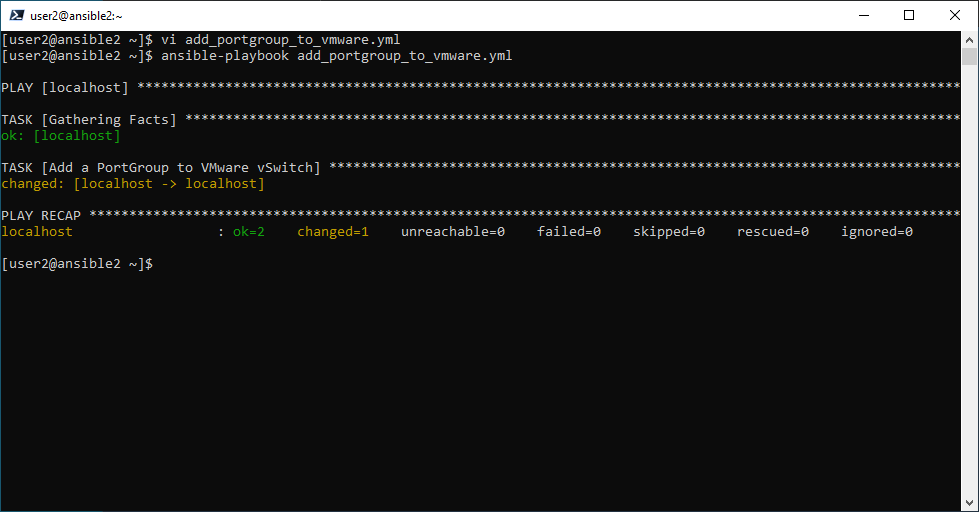 user2@ansible2:~
[user2@ansible2 ~]$ vi add_portgroup_to_vmware.yml
[user2@ansible2 ~]$ ansible-playbook add_portgroup_to_vmware.yml
PLAY [localhost] *******************************************************************************************************
TASK [Gathering Facts] *************************************************************************************************
ok: [localhost]
TASK [Add a PortGroup to VMware vSwitch] *******************************************************************************
changed: [localhost -> localhost]
PLAY RECAP *************************************************************************************************************
localhost                  : ok=2    changed=1    unreachable=0    failed=0    skipped=0    rescued=0    ignored=0
[user2@ansible2 ~]$